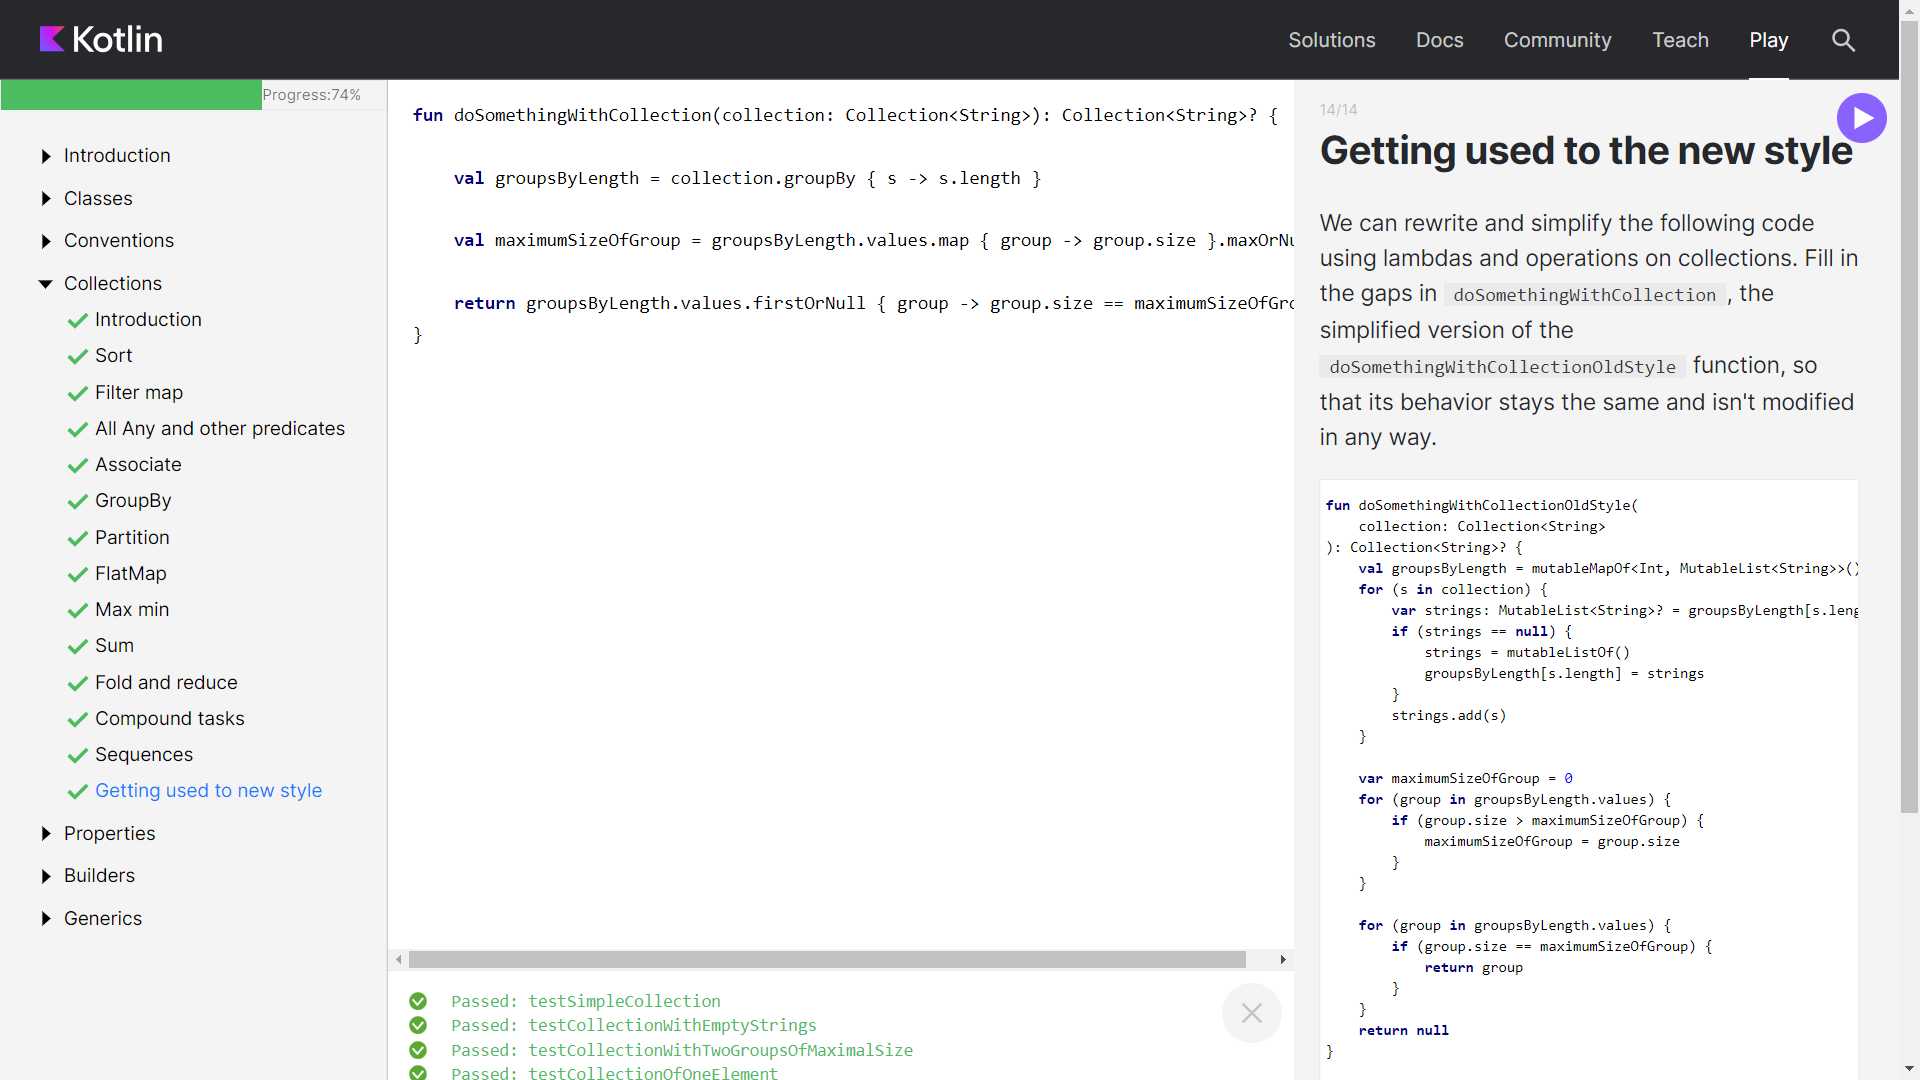 Kotlin
Solutions
Docs
Community
Teach
Play
Progress:74%
Introduction
Classes
Conventions
Collections
Introduction
Sort
Filter map
All Any and other predicates
Associate
GroupBy
Partition
FlatMap
Max min
Sum
Fold and reduce
Compound tasks
Sequences
Getting used to new style
Properties
Builders
Generics
fun doSomethingWithCollection(collection: Collection<String>): Collection<String>? {
val groupsByLength = collection.groupBy { s -> s.length }
val maximumSizeOfGroup = groupsByLength.values.map { group -> group.size }.maxOrNu
return groupsByLength.values.firstOrNull { group -> group.size == maximumSizeOfGro
}
Passed: testSimpleCollection
Passed: testCollectionWithEmptyStrings
Passed: testCollectionWithTwoGroupsOfMaximalSize
Passed: testCollectionOfOneElement
14/14
Getting used to the new style
We can rewrite and simplify the following code
using lambdas and operations on collections. Fill in
the gaps in doSomethingWithCollection, the
simplified version of the
doSomethingWithCollectionOldStyle function, so
that its behavior stays the same and isn't modified
in any way.
fun doSomethingWithCollectionOldStyle(
collection: Collection<String>
): Collection<String>? {
val groupsByLength = mutableMapOf<Int, MutableList<String>>()
for (s in collection) {
var strings: MutableList<String>? = groupsByLength[s.leng
if (strings == null) {
strings = mutableListOf()
groupsByLength[s.length] = strings
}
strings.add(s)
}
var maximumSizeOfGroup = 0
for (group in groupsByLength.values) {
if (group.size > maximumSizeOfGroup) {
maximumSizeOfGroup = group.size
}
}
for (group in groupsByLength.values) {
if (group.size == maximumSizeOfGroup) {
return group
}
}
return null
}